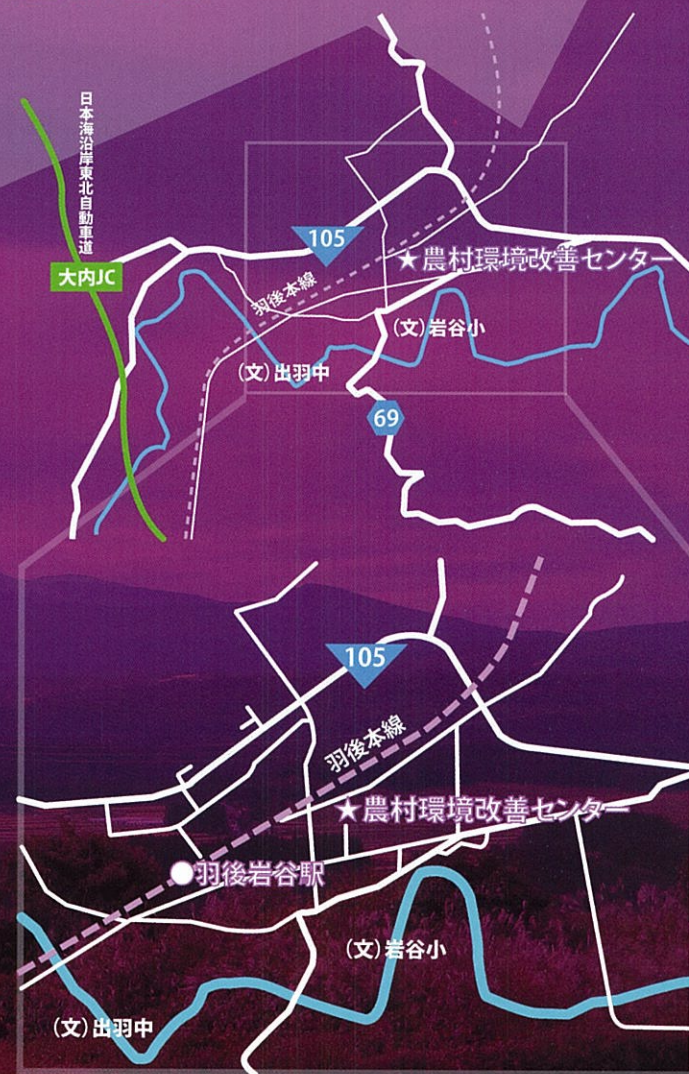 日本海沿岸東北自動車道
105
★農村環境改善センター
大内JC
羽後本線
(文)岩谷小
(文)出羽中
69
105
羽後本線
★農村環境改善センター
羽後岩谷駅
(文)岩谷小
(文)出羽中